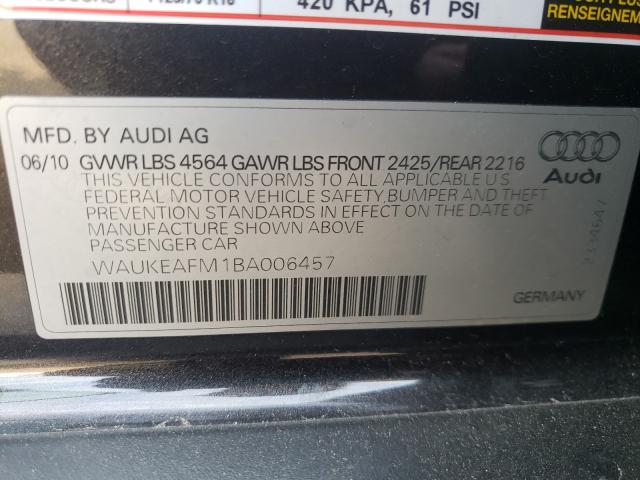 420 KPA, 61 PSI
RENSEIGNEM
MFD. BY AUDI AG
06/10 GVWR LBS 4564 GAWR LBS FRONT 2425/REAR 2216
THIS VEHICLE CONFORMS TO ALL APPLICABLE U S
FEDERAL MOTOR VEHICLE SAFETY, BUMPER AND THEFT
PREVENTION STANDARDS IN EFFECT ON THE DATE OF
MANUFACTURE SHOWN ABOVE
PASSENGER CAR
WAUKEAFM1BA006457
Audi
GERMANY